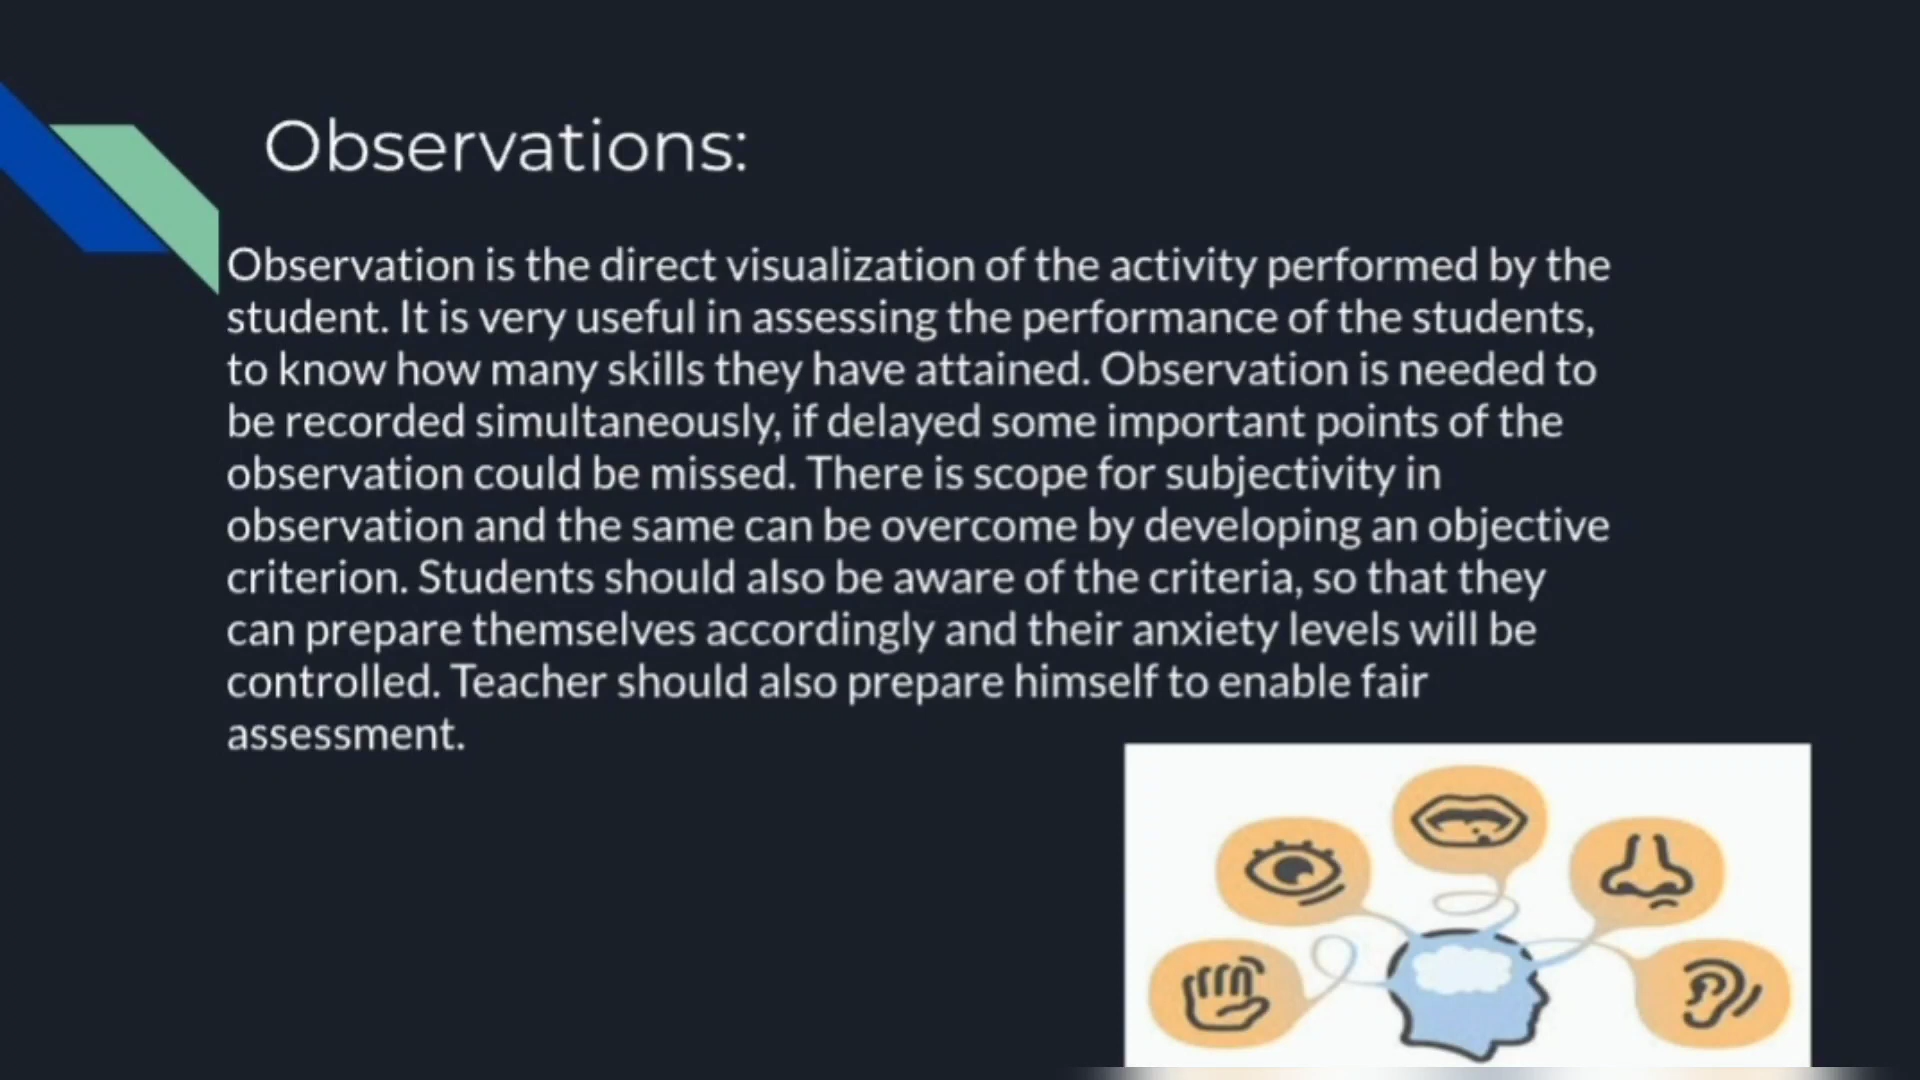 Observations:
Observation is the direct visualization of the activity performed by the
student. It is very useful in assessing the performance of the students,
to know how many skills they have attained. Observation is needed to
be recorded simultaneously, if delayed some important points of the
observation could be missed. There is scope for subjectivity in
observation and the same can be overcome by developing an objective
criterion. Students should also be aware of the criteria, so that they
can prepare themselves accordingly and their anxiety levels will be
controlled. Teacher should also prepare himself to enable fair
assessment.